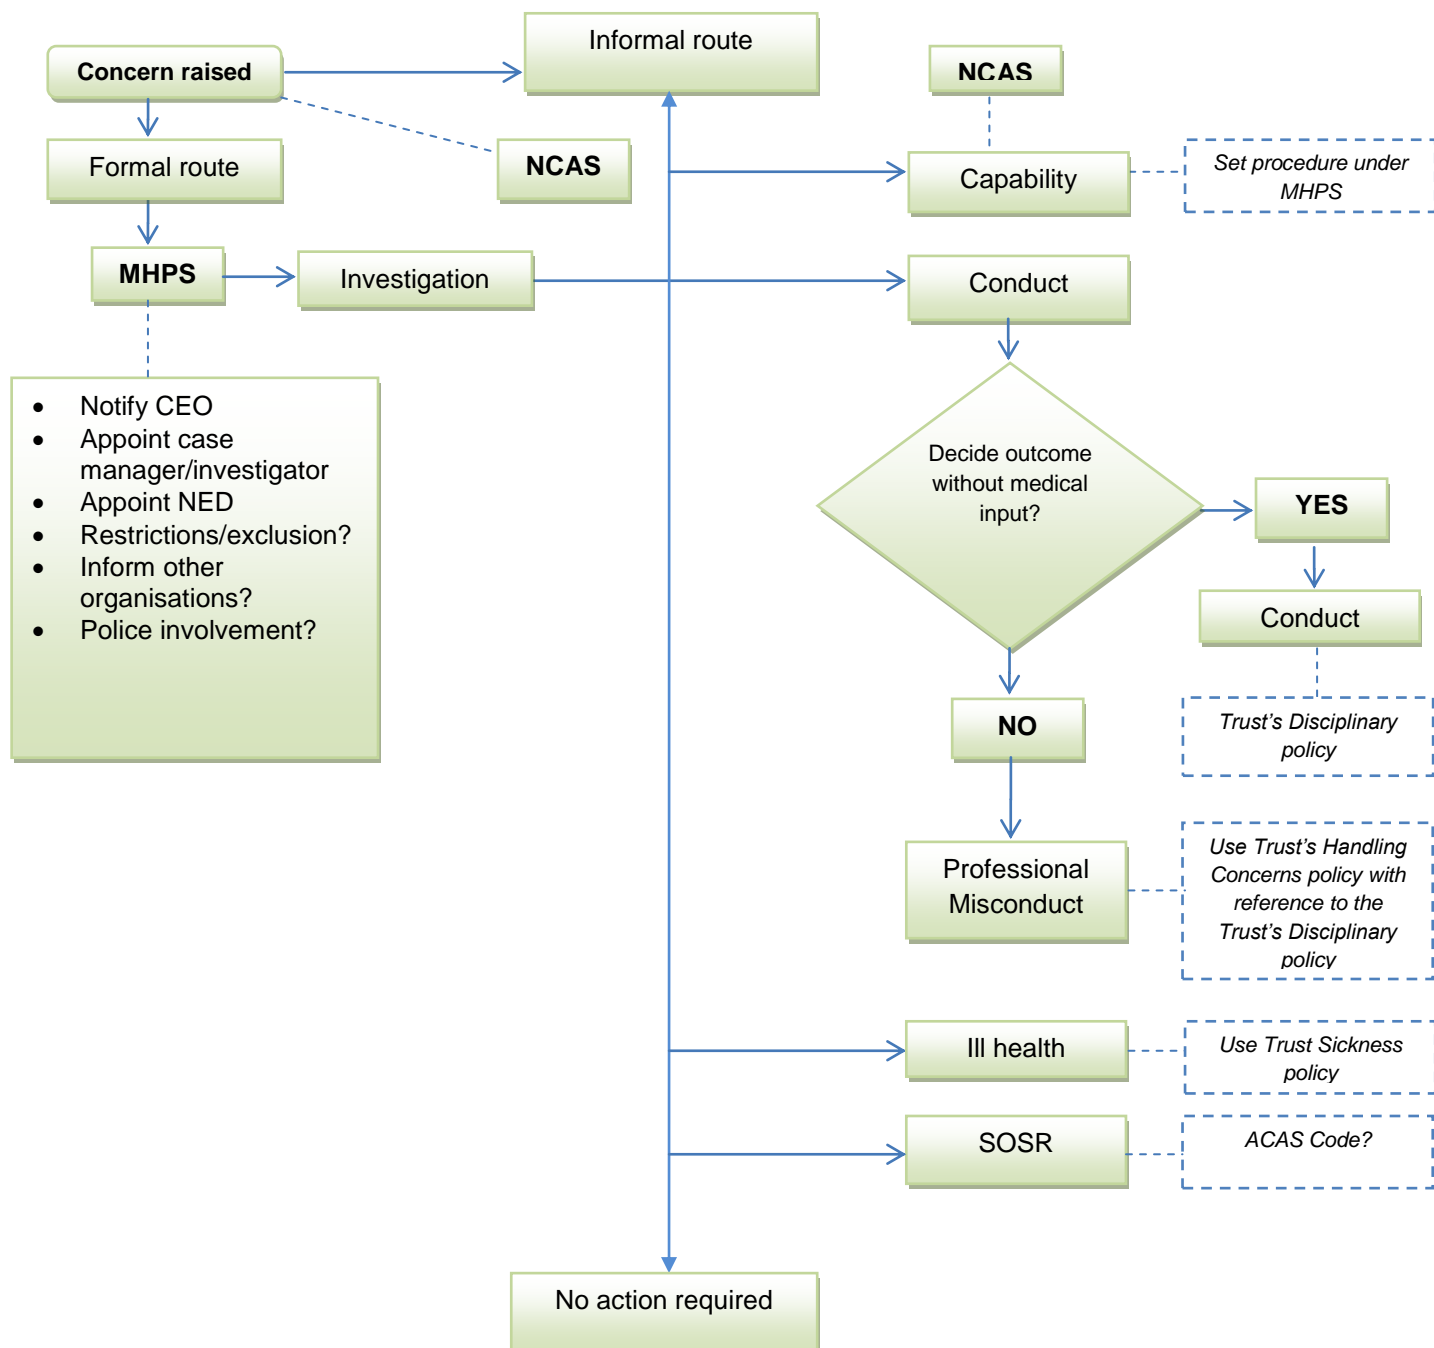 Concern raised
Informal route
NCAS
Formal route
NCAS
Capability
Set procedure under
MHPS
MHPS
Investigation
Conduct
• Notify CEO
• Appoint case
manager/investigator
• Appoint NED
• Restrictions/exclusion?
• Inform other
organisations?
• Police involvement?
Decide outcome
without medical
input?
YES
Conduct
NO
Trust's Disciplinary
policy
Professional
Misconduct
Use Trust's Handling
Concerns policy with
reference to the
Trust's Disciplinary
policy
Ill health
Use Trust Sickness
policy
SOSR
ACAS Code?
No action required